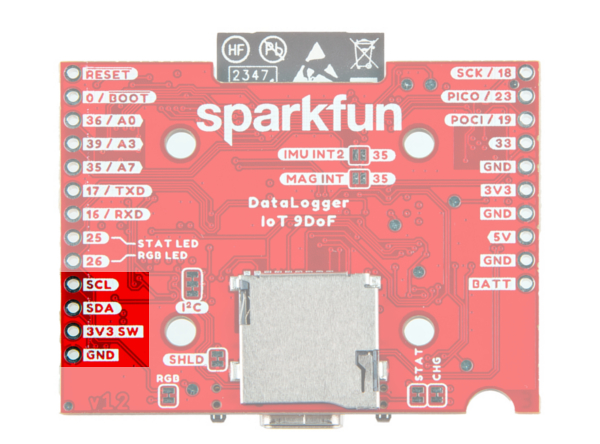 HF Pb
2347
RESET
SCK / 18
0 / BOOT
PICO / 23
36 / A0
POCI / 19
sparkfun
39 / A3
33
IMU INT2 35
35 / A7
GND
MAG INT 35
17 / TXD
3V3
DataLogger
IoT 9DoF
16 / RXD
GND
25 STAT LED
5V
26 RGB LED
GND
SCL
BATT
SDA
I²C
3V3 SW
GND
SHLD
STAT
CHG
RGB
v12